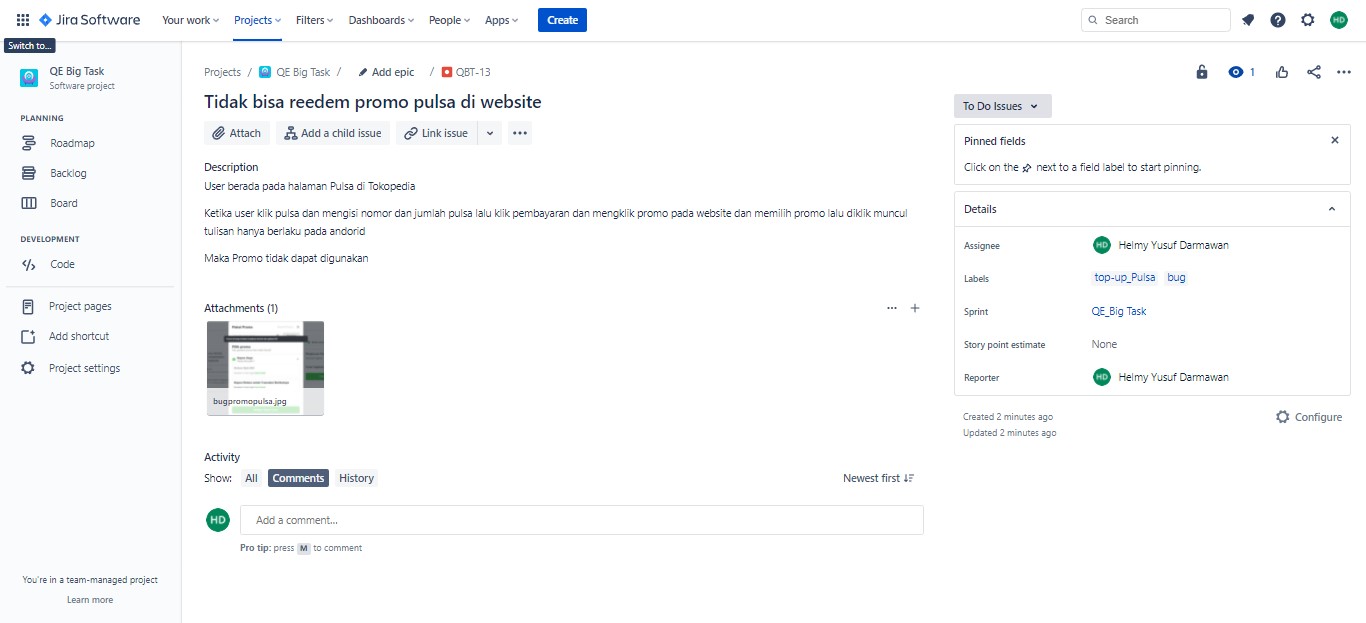 Jira Software
Your work
Projects
Filters
Dashboards
People
Apps
Create
Search
HD
Switch to...
QE Big Task
Software project
PLANNING
Roadmap
Backlog
Board
DEVELOPMENT
Code
Project pages
Add shortcut
Project settings
You're in a team-managed project
Learn more
Projects / QE Big Task / Add epic / QBT-13
1
Tidak bisa reedem promo pulsa di website
Attach
Add a child issue
Link issue
Description
User berada pada halaman Pulsa di Tokopedia
Ketika user klik pulsa dan mengisi nomor dan jumlah pulsa lalu klik pembayaran dan mengklik promo pada website dan memilih promo lalu diklik muncul
tulisan hanya berlaku pada andorid
Maka Promo tidak dapat digunakan
Attachments (1)
bugpromopulsa.jpg
Activity
Show: All Comments History
Newest first
HD
Add a comment...
Pro tip: press M to comment
To Do Issues
Pinned fields
Click on the next to a field label to start pinning.
Details
Assignee
HD Helmy Yusuf Darmawan
Labels
top-up_Pulsa bug
Sprint
QE_Big Task
Story point estimate
None
Reporter
HD Helmy Yusuf Darmawan
Created 2 minutes ago
Updated 2 minutes ago
Configure